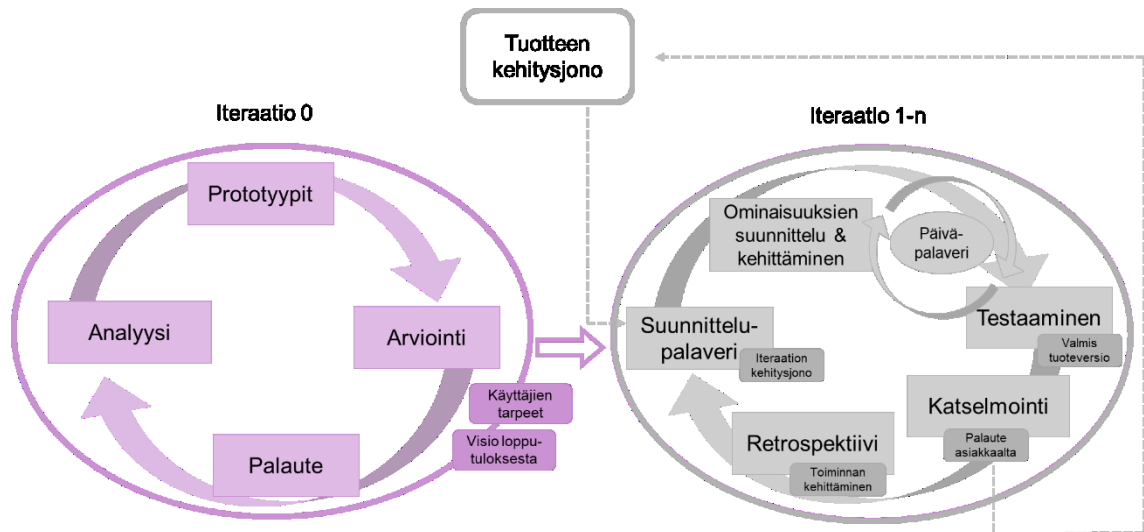 Tuotteen
kehitysjono
Iteraatio 0
Prototyypit
Analyysi
Arviointi
Käyttäjien
tarpeet
Visio loppu-
tuloksesta
Palaute
Iteraatio 1-n
Ominaisuuksien
suunnittelu &
kehittäminen
Päivä-
palaveri
Suunnittelu-
palaveri
Iteraation
kehitysjono
Testaaminen
Valmis
tuoteversio
Katselmointi
Palaute
asiakkaalta
Retrospektiivi
Toiminnan
kehittäminen